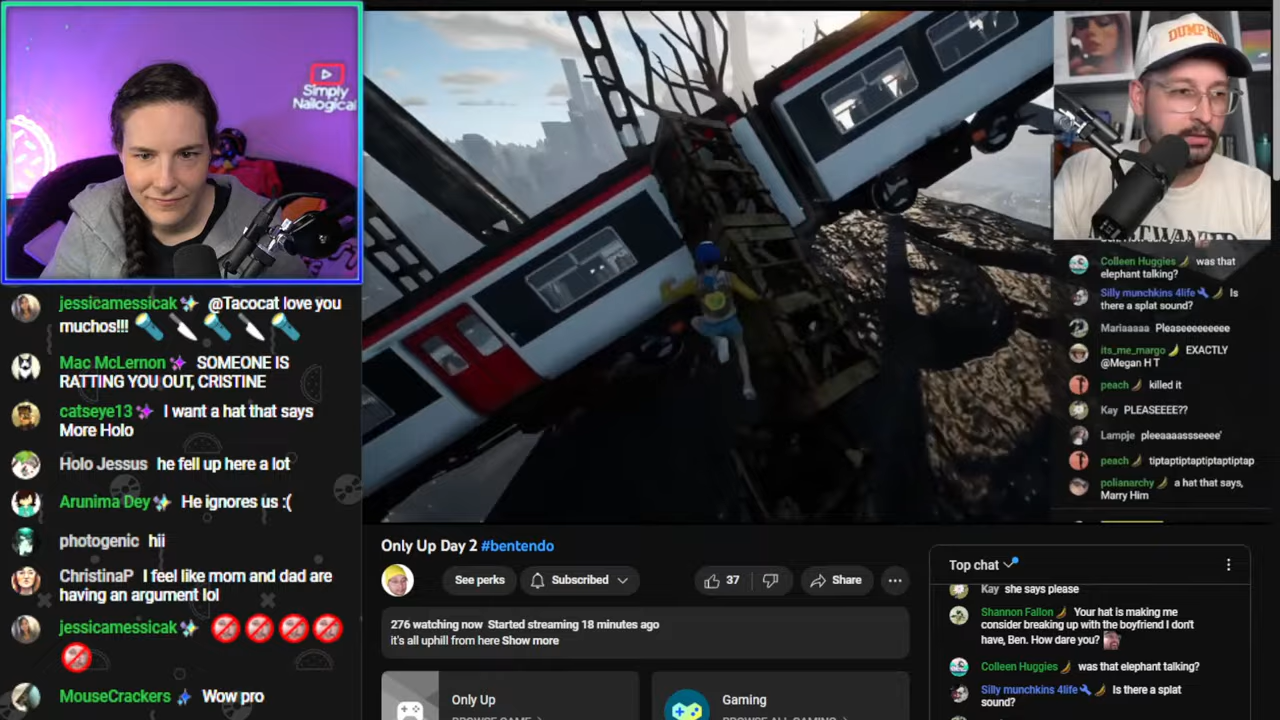 Simply
Nailogical
jessicamessicak @Tacocat love you
muchos!!!
Mac McLernon SOMEONE IS
RATTING YOU OUT, CRISTINE
catseye13 I want a hat that says
More Holo
Holo Jessus he fell up here a lot
Arunima Dey He ignores us :(
photogenic hii
ChristinaP I feel like mom and dad are
having an argument lol
jessicamessicak
MouseCrackers Wow pro
DUMP HIM
Colleen Huggies was that
elephant talking?
Silly munchkins 4life Is
there a splat sound?
Mariaaaaa Pleaseeeeeeeee
its_me_margo EXACTLY
@Megan H T
peach killed it
Kay PLEASEEEE??
Lampje pleeaaaassseeee'
peach tiptaptiptaptiptaptiptap
polianarchy a hat that says,
Marry Him
Only Up Day 2 #bentendo
See perks
Subscribed
37
Share
276 watching now Started streaming 18 minutes ago
it's all uphill from here Show more
Only Up
BROWSE GAME
Gaming
BROWSE ALL GAMING
Top chat
Kay she says please
Shannon Fallon Your hat is making me
consider breaking up with the boyfriend I don't
have, Ben. How dare you?
Colleen Huggies was that elephant talking?
Silly munchkins 4life Is there a splat
sound?